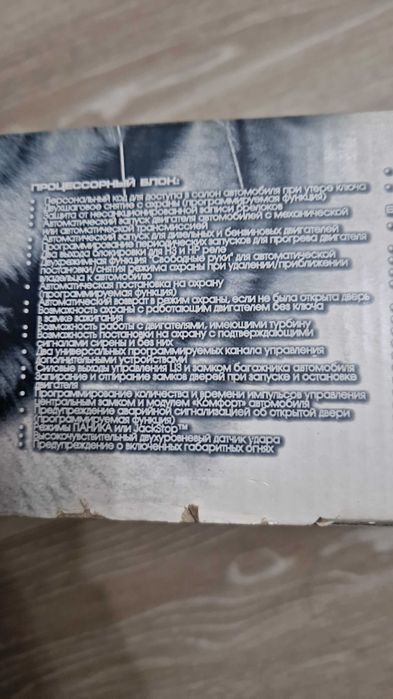 ПРОЦЕССОРНЫЙ БЛОК:
Персональный код для доступа в салон автомобиля при утере ключа
Двухшаговое снятие с охраны (программируемая функция)
Защита от несанкционированной записи брелоков
Автоматический запуск двигателя автомобилей с механической
или автоматической трансмиссией
Автоматический запуск для дизельных и бензиновых двигателей
Программирование периодических запусков для прогрева двигателя
Два выхода блокировки для НЗ и НР реле
Двухуровневая функция "Свободные руки" для автоматической
постановки/снятия режима охраны при удалении/приближении
владельца к автомобилю
Автоматическая постановка на охрану
(программируемая функция)
Автоматический возврат в режим охраны, если не была открыта дверь
Возможность охраны с работающим двигателем без ключа
в замке зажигания
Возможность работы с двигателями, имеющими турбину
Возможность постановки на охрану с подтверждающими
сигналами сирены и без них
Два универсальных программируемых канала управления
дополнительными устройствами
Силовые выходы управления ЦЗ и замком багажника автомобиля
Запирание и отпирание замков дверей при запуске и остановке
двигателя
Программирование количества и времени импульсов управления
центральным замком и модулем «Комфорт» автомобиля
Предупреждение аварийной сигнализацией об открытой двери
(программируемая функция)
Режимы ПАНИКА или JackStop™
Высокочувствительный двухуровневый датчик удара
Предупреждение о включенных габаритных огнях